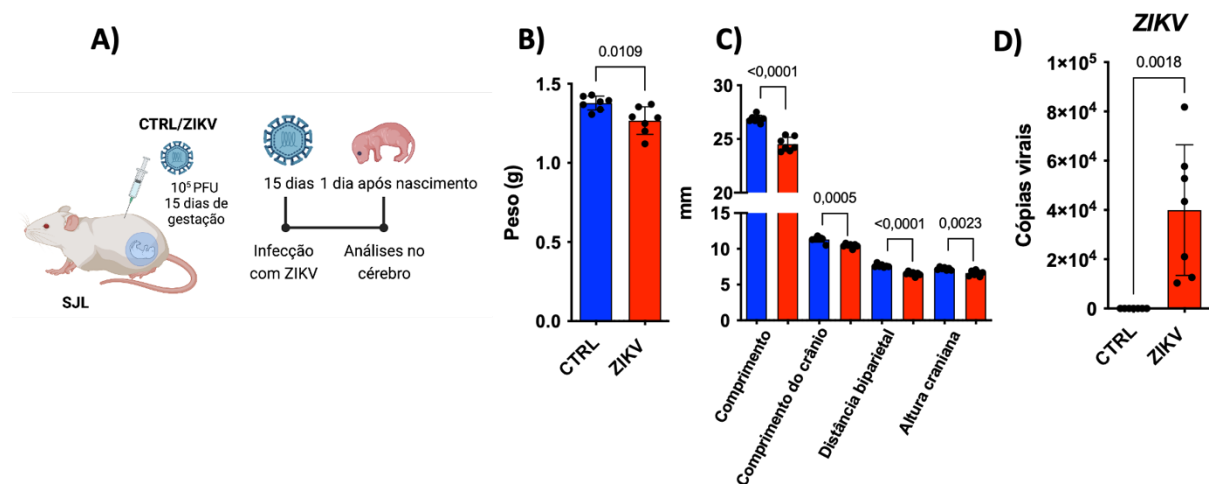 A)
CTRL/ZIKV
10⁵ PFU
15 dias de
gestação
SJL
15 dias
1 dia após nascimento
Infecção
com ZIKV
Análises no
cérebro
B)
0.0109
Peso (g)
1.5
1.0
0.5
0.0
CTRL
ZIKV
C)
<0,0001
0,0005
<0,0001
0,0023
mm
30
25
20
15
10
5
0
Comprimento
Comprimento do crânio
Distância biparietal
Altura craniana
D)
ZIKV
0.0018
Cópias virais
1×10⁵
8×10⁴
6×10⁴
4×10⁴
2×10⁴
0
CTRL
ZIKV